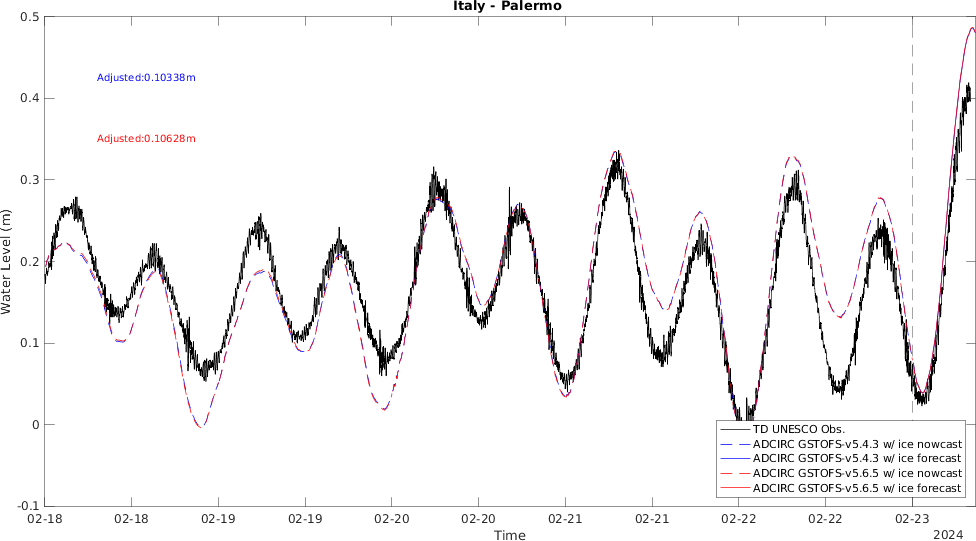 Italy - Palermo
0.5
Adjusted:0.10338m
0.4
Adjusted:0.10628m
0.3
0.2
Water Level (m)
0.1
0
TD UNESCO Obs.
ADCIRC GSTOFS-v5.4.3 w/ ice nowcast
ADCIRC GSTOFS-v5.4.3 w/ ice forecast
ADCIRC GSTOFS-v5.6.5 w/ ice nowcast
ADCIRC GSTOFS-v5.6.5 w/ ice forecast
-0.1
02-18 02-18 02-19 02-19 02-20 02-20 02-21 02-21 02-22 02-22 02-23
Time
2024